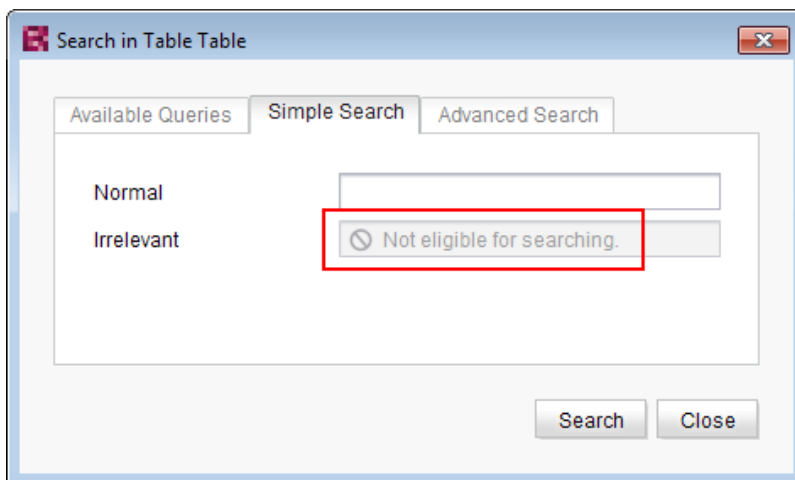 Search in Table Table
Available Queries Simple Search Advanced Search
Normal
Irrelevant Not eligible for searching.
Search Close